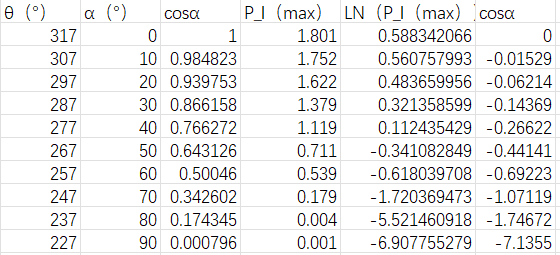 θ（°） α（°） cosα P_I（max） LN（P_I（max） cosα
317 0 1 1.801 0.588342066 0
307 10 0.984823 1.752 0.560757993 -0.01529
297 20 0.939753 1.622 0.483659956 -0.06214
287 30 0.866158 1.379 0.321358599 -0.14369
277 40 0.766272 1.119 0.112435429 -0.26622
267 50 0.643126 0.711 -0.341082849 -0.44141
257 60 0.50046 0.539 -0.618039708 -0.69223
247 70 0.342602 0.179 -1.720369473 -1.07119
237 80 0.174345 0.004 -5.521460918 -1.74672
227 90 0.000796 0.001 -6.907755279 -7.1355